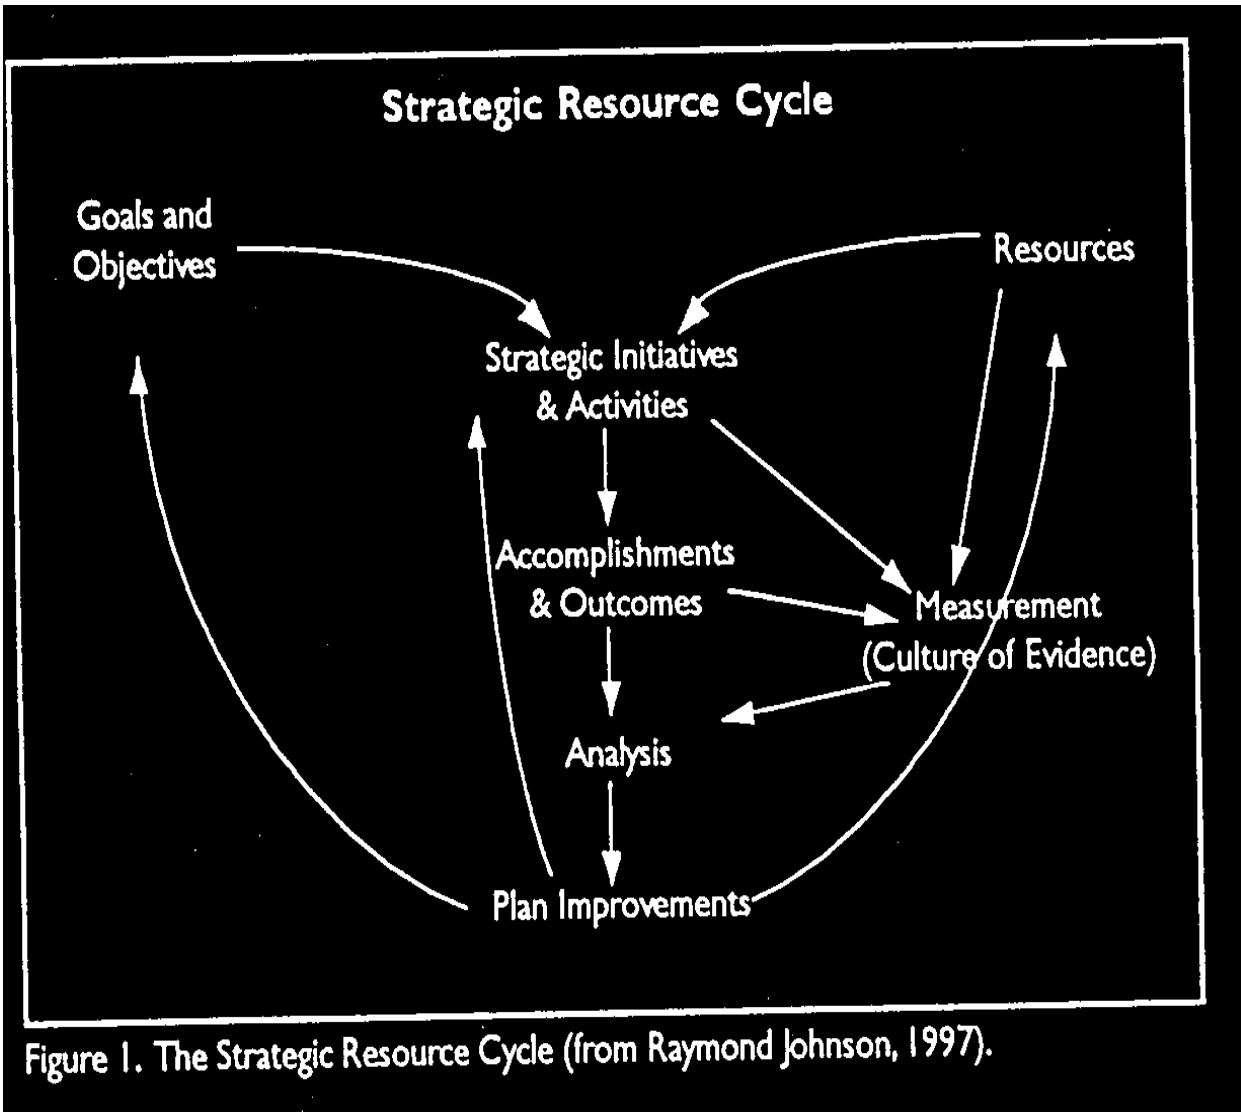 Strategic Resource Cycle
Goals and
Objectives
Resources
Strategic Initiatives
& Activities
Accomplishments
& Outcomes
Measurement
(Culture of Evidence)
Analysis
Plan Improvements
Figure 1. The Strategic Resource Cycle (from Raymond Johnson, 1997).